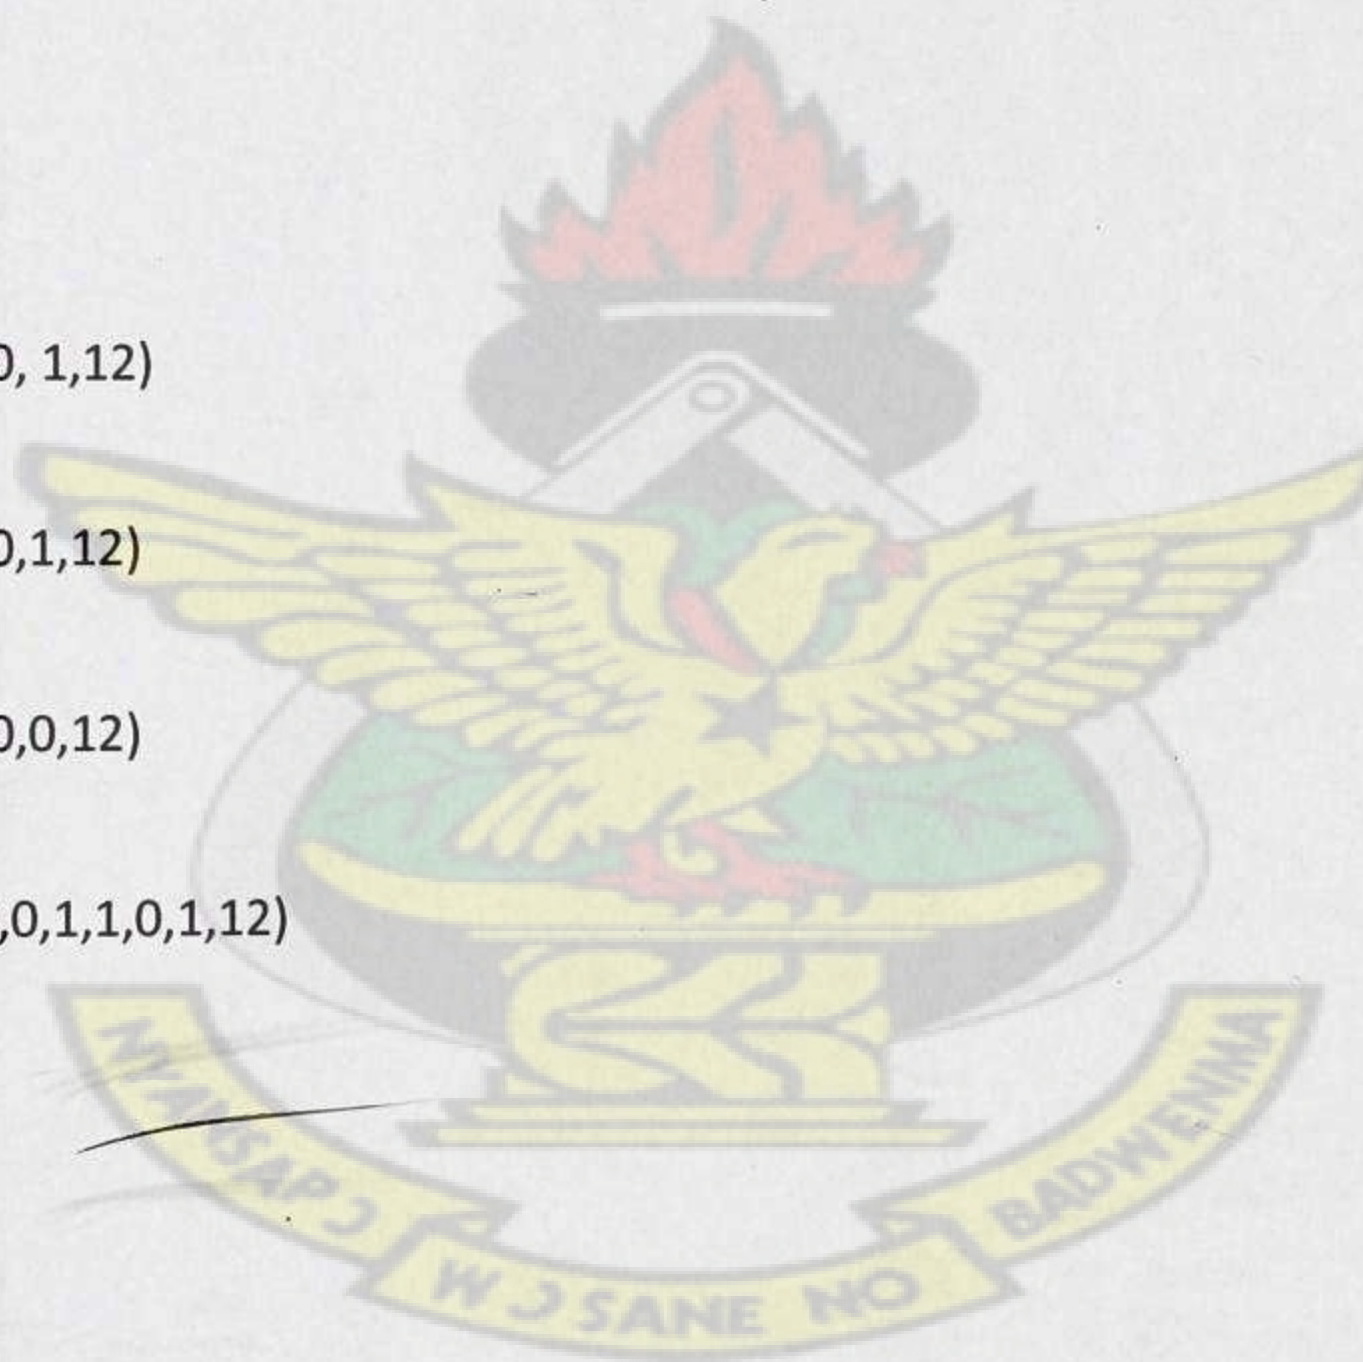 0, 1,12)
0,1,12)
0,0,12)
,0,1,1,0,1,12)
NYANSAPƆ
WƆSANE NO
BADWENMA